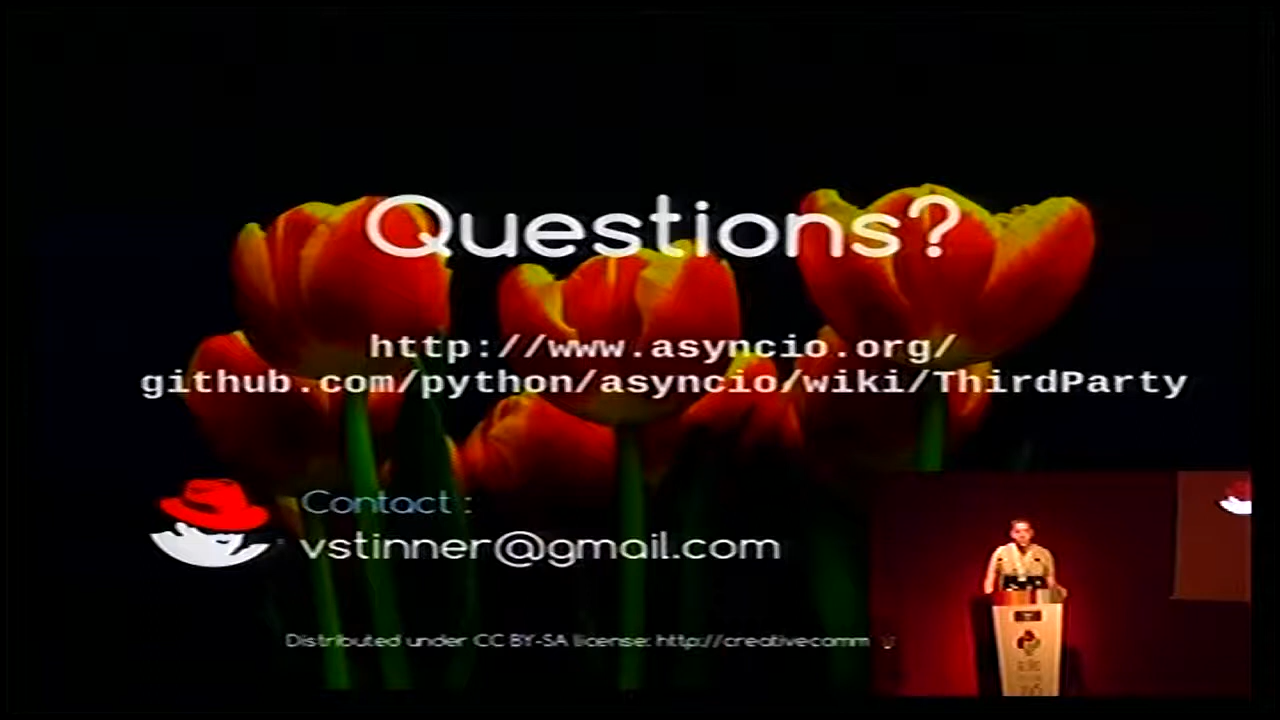 Questions?
http://www.asyncio.org/
github.com/python/asyncio/wiki/ThirdParty
Contact :
vstinner@gmail.com
Distributed under CC BY-SA license: http://creativecomm